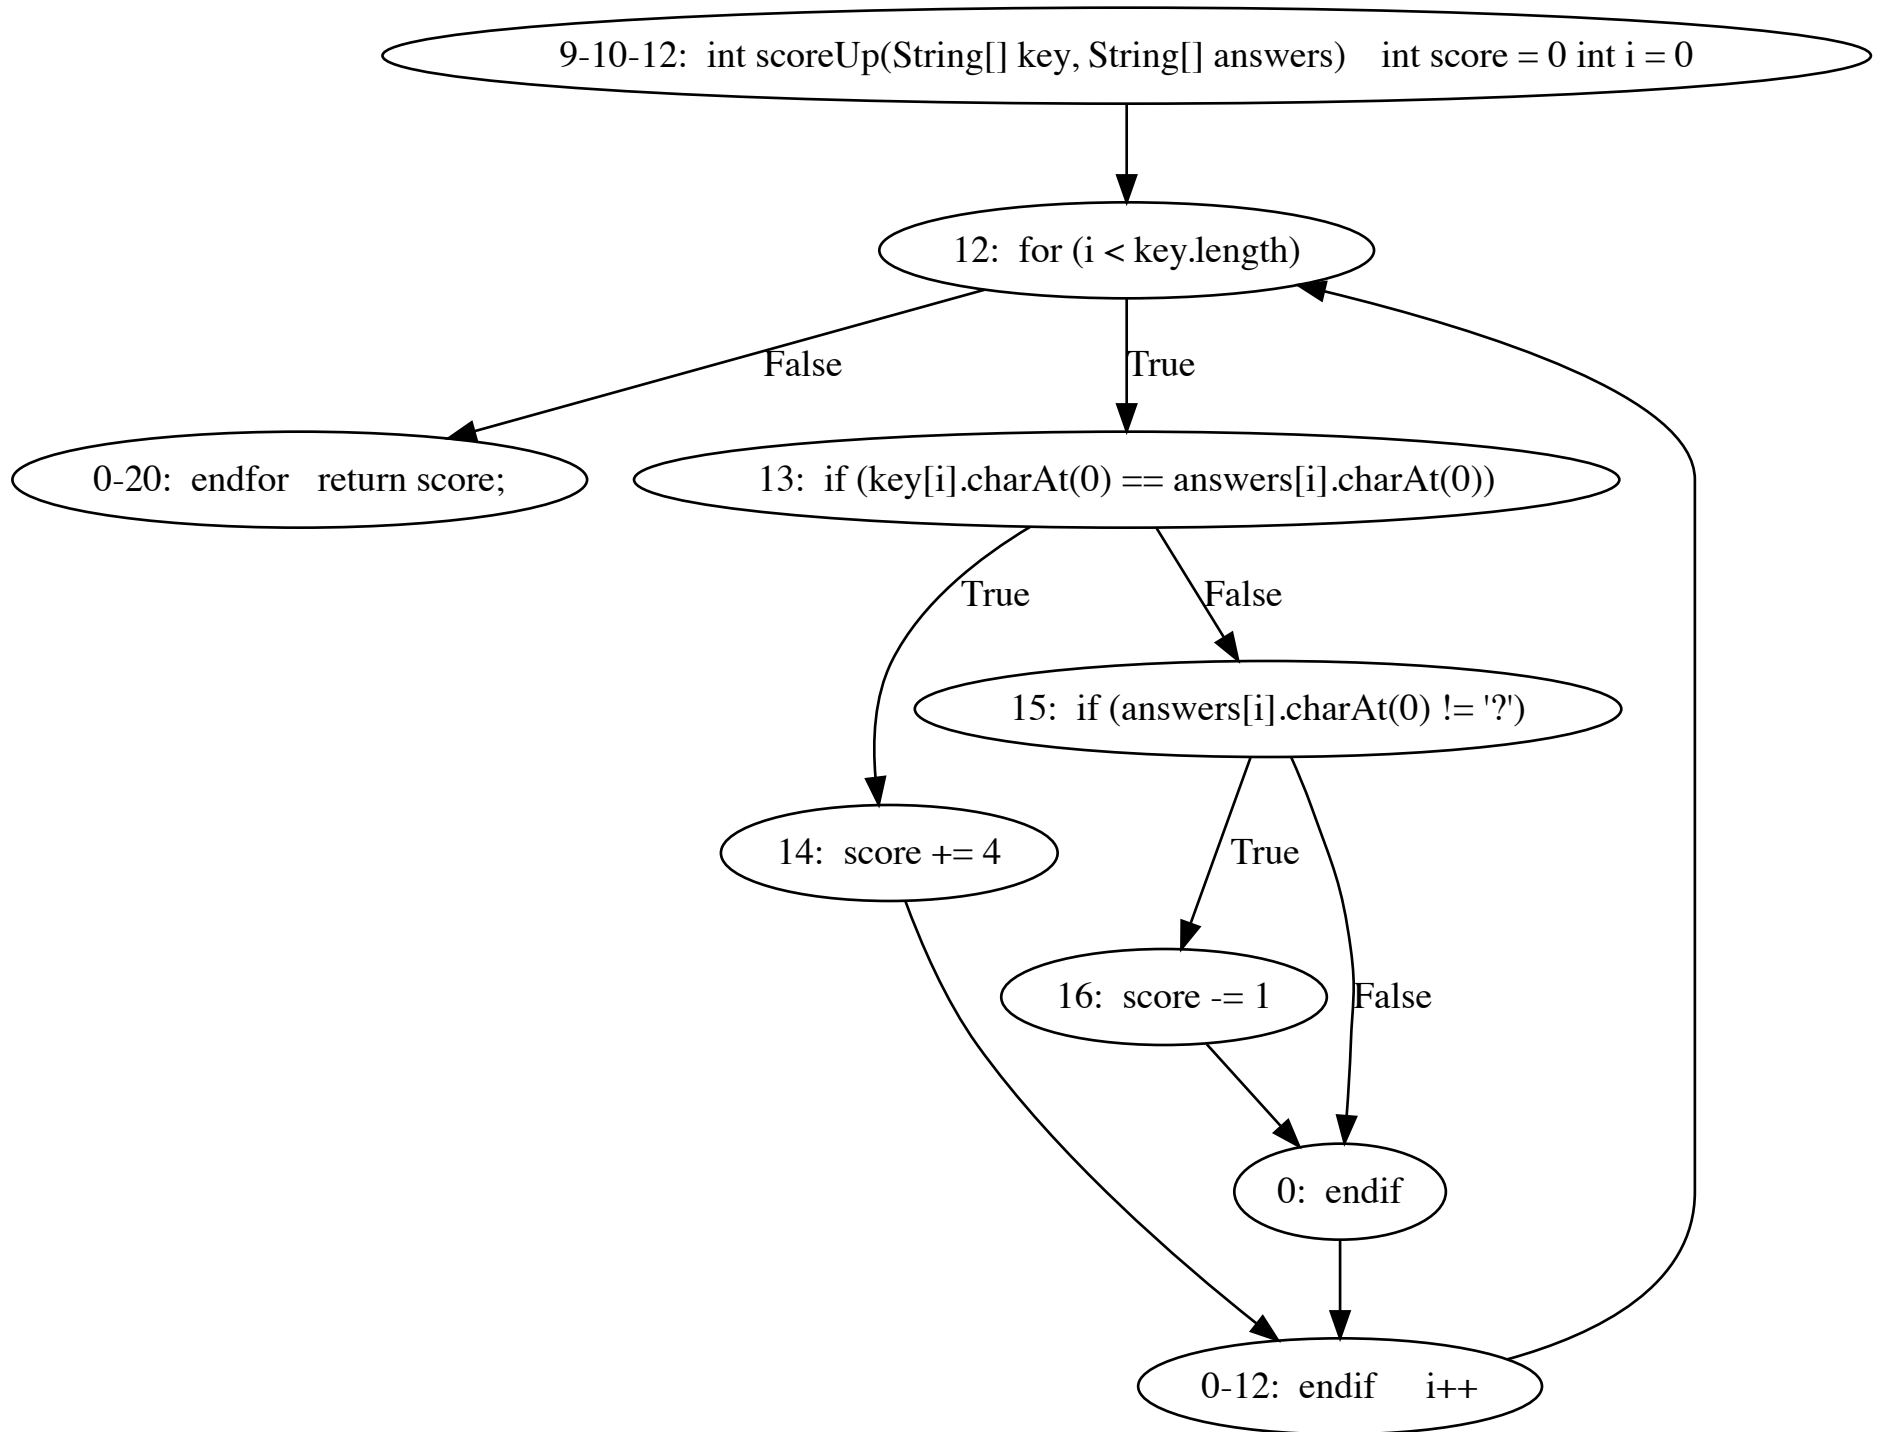 9-10-12:  int scoreUp(String[] key, String[] answers)    int score = 0 int i = 0
12:  for (i < key.length)
False
True
0-20:  endfor   return score;
13:  if (key[i].charAt(0) == answers[i].charAt(0))
True
False
15:  if (answers[i].charAt(0) != '?')
14:  score += 4
True
16:  score -= 1
False
0:  endif
0-12:  endif     i++